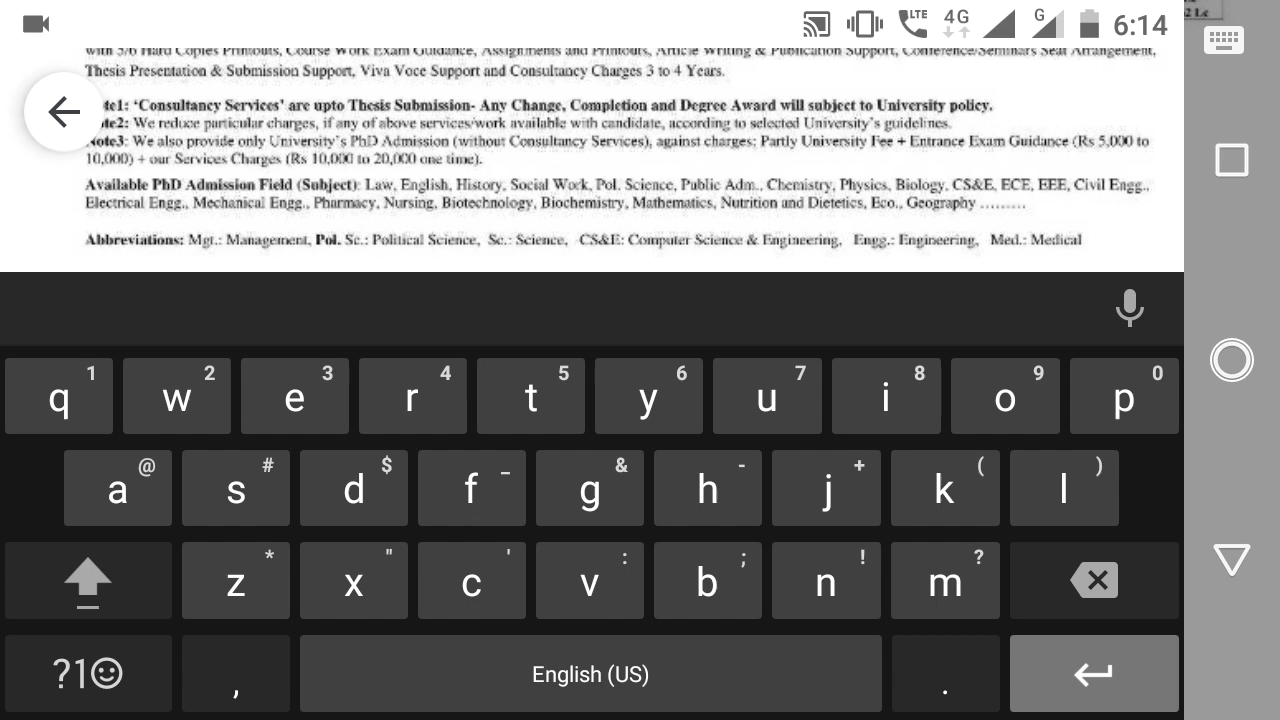 LTE 4G G 6:14
2 Lc
with 5/6 Hard Copies Printouts, Course Work Exam Guidance, Assignments and Printouts, Article Writing & Publication Support, Conference/Seminars Seat Arrangement,
Thesis Presentation & Submission Support, Viva Voce Support and Consultancy Charges 3 to 4 Years.
te1: ‘Consultancy Services’ are upto Thesis Submission- Any Change, Completion and Degree Award will subject to University policy.
te2: We reduce particular charges, if any of above services/work available with candidate, according to selected University’s guidelines.
Note3: We also provide only University’s PhD Admission (without Consultancy Services), against charges: Partly University Fee + Entrance Exam Guidance (Rs 5,000 to
10,000) + our Services Charges (Rs 10,000 to 20,000 one time).
Available PhD Admission Field (Subject): Law, English, History, Social Work, Pol. Science, Public Adm., Chemistry, Physics, Biology, CS&E, ECE, EEE, Civil Engg.,
Electrical Engg., Mechanical Engg., Pharmacy, Nursing, Biotechnology, Biochemistry, Mathematics, Nutrition and Dietetics, Eco., Geography .........
Abbreviations: Mgt.: Management, Pol. Sc.: Political Science, Sc.: Science, CS&E: Computer Science & Engineering, Engg.: Engineering, Med.: Medical
q 1 w 2 e 3 r 4 t 5 y 6 u 7 i 8 o 9 p 0
a @ s # d $ f _ g & h - j + k ( l )
z * x " c ' v : b ; n ! m ?
?1☺ , English (US) .